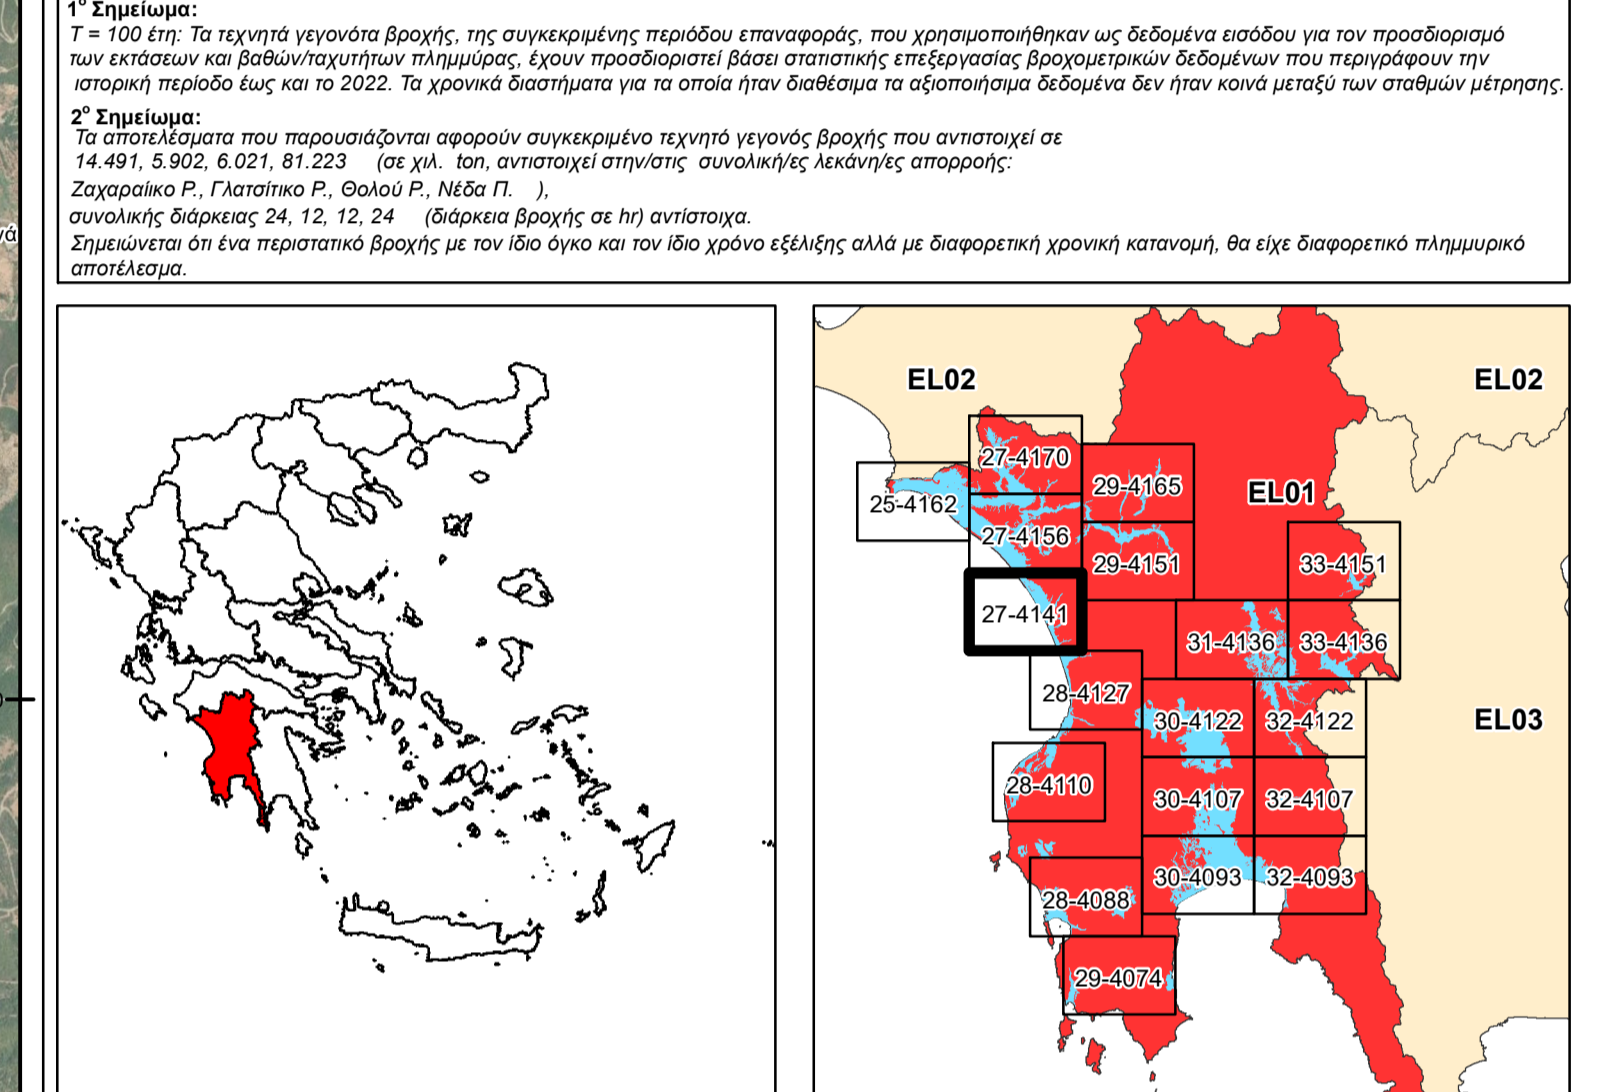 1ο Σημείωμα:
T = 100 έτη: Τα τεχνητά γεγονότα βροχής, της συγκεκριμένης περιόδου επαναφοράς, που χρησιμοποιήθηκαν ως δεδομένα εισόδου για τον προσδιορισμό
των εκτάσεων και βαθών/ταχυτήτων πλημμύρας, έχουν προσδιοριστεί βάσει στατιστικής επεξεργασίας βροχομετρικών δεδομένων που περιγράφουν την
ιστορική περίοδο έως και το 2022. Τα χρονικά διαστήματα για τα οποία ήταν διαθέσιμα τα αξιοποιήσιμα δεδομένα δεν ήταν κοινά μεταξύ των σταθμών μέτρησης.
2ο Σημείωμα:
Τα αποτελέσματα που παρουσιάζονται αφορούν συγκεκριμένο τεχνητό γεγονός βροχής που αντιστοιχεί σε
14.491, 5.902, 6.021, 81.223 (σε χιλ. ton, αντιστοιχεί στην/στις συνολική/ες λεκάνη/ες απορροής:
Ζαχαραίικο Ρ., Γλατσίτικο Ρ., Θολού Ρ., Νέδα Π. ),
συνολικής διάρκειας 24, 12, 12, 24 (διάρκεια βροχής σε hr) αντίστοιχα.
Σημειώνεται ότι ένα περιστατικό βροχής με τον ίδιο όγκο και τον ίδιο χρόνο εξέλιξης αλλά με διαφορετική χρονική κατανομή, θα είχε διαφορετικό πλημμυρικό
αποτέλεσμα.
EL02
EL02
27-4170
29-4165
EL01
25-4162
27-4156
29-4151
33-4151
27-4141
31-4136
33-4136
28-4127
30-4122
32-4122
EL03
28-4110
30-4107
32-4107
30-4093
32-4093
28-4088
29-4074